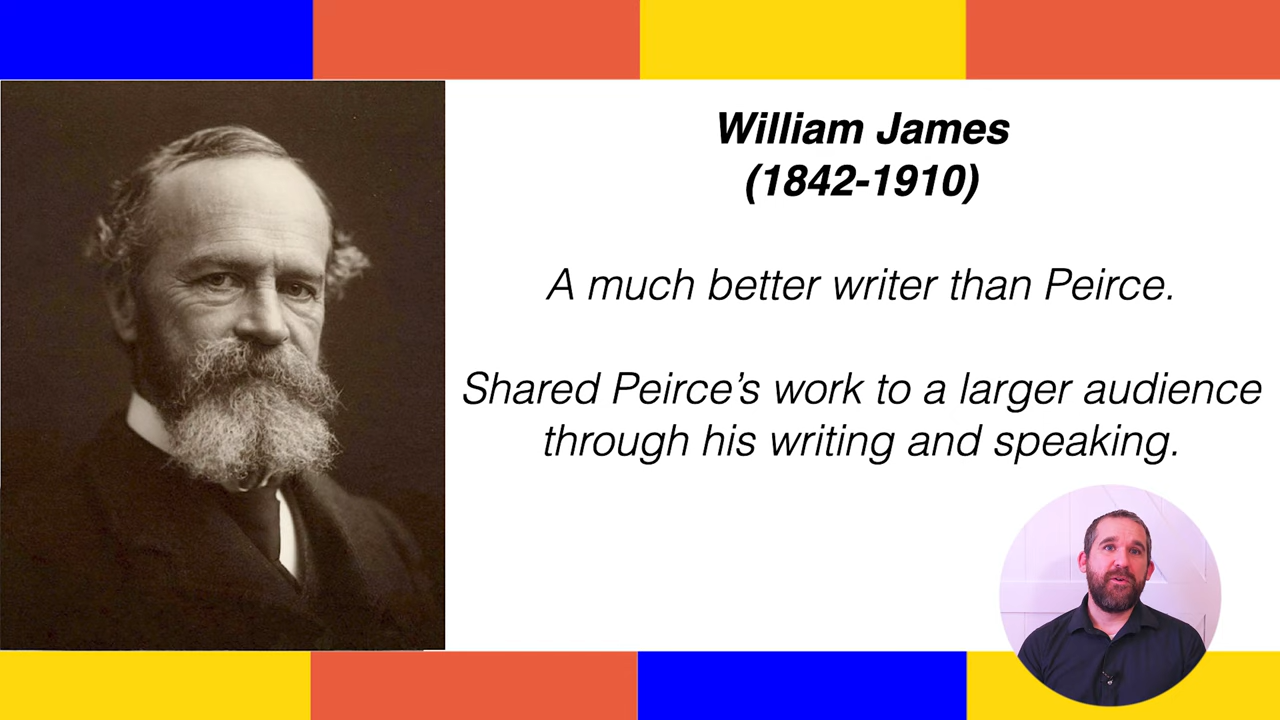 William James
(1842-1910)
A much better writer than Peirce.
Shared Peirce’s work to a larger audience
through his writing and speaking.